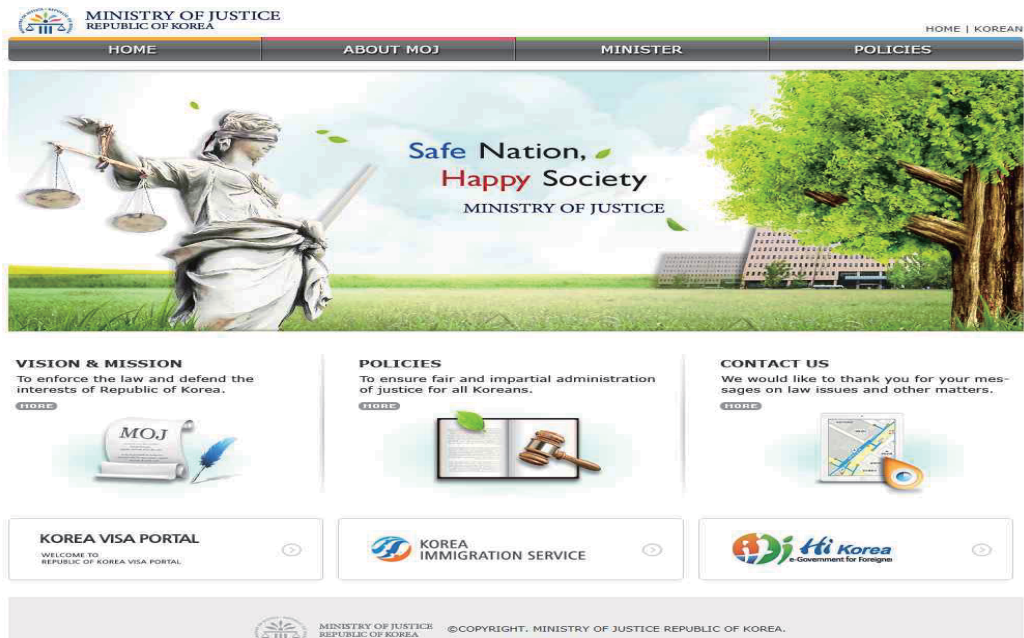 MINISTRY OF JUSTICE
REPUBLIC OF KOREA
HOME | KOREAN
HOME
ABOUT MOJ
MINISTER
POLICIES
Safe Nation,
Happy Society
MINISTRY OF JUSTICE
VISION & MISSION
To enforce the law and defend the
interests of Republic of Korea.
MORE
MOJ
POLICIES
To ensure fair and impartial administration
of justice for all Koreans.
MORE
CONTACT US
We would like to thank you for your mes-
sages on law issues and other matters.
MORE
KOREA VISA PORTAL
WELCOME TO
REPUBLIC OF KOREA VISA PORTAL
KOREA
IMMIGRATION SERVICE
Hi Korea
e-Government for Foreigner
MINISTRY OF JUSTICE
REPUBLIC OF KOREA
©COPYRIGHT. MINISTRY OF JUSTICE REPUBLIC OF KOREA.